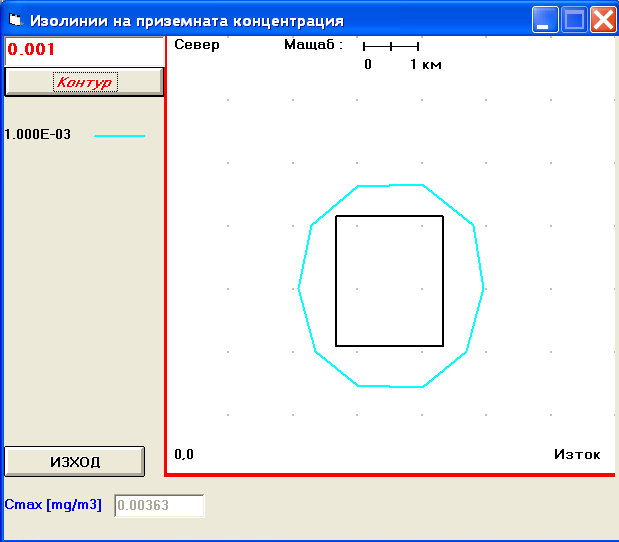 Изолинии на приземната концентрация
0.001
Контур
1.000E-03
Север
Мащаб :
0 1 км
0,0
Изток
ИЗХОД
Cmax [mg/m3] 0.00363